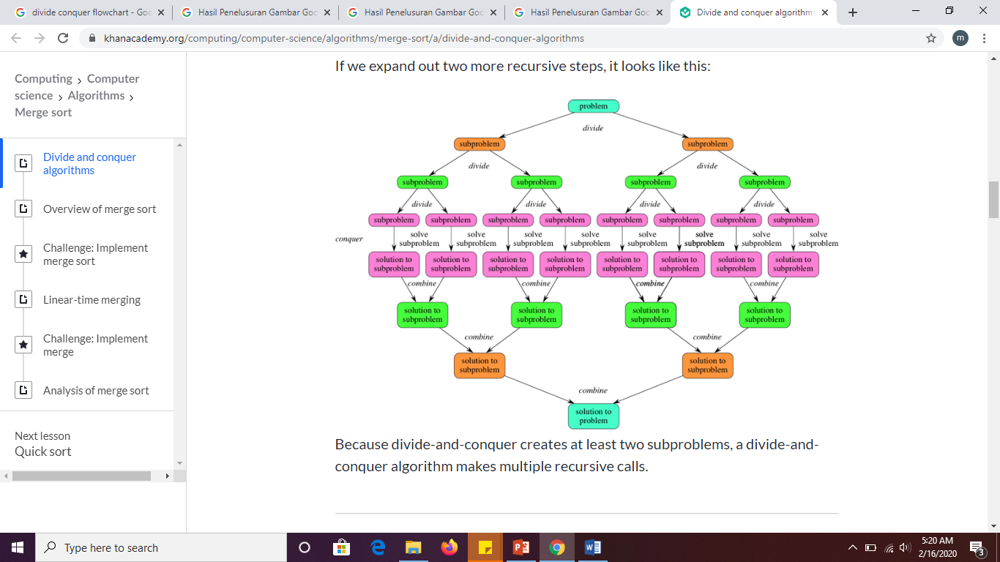 divide conquer flowchart - Goo
Hasil Penelusuran Gambar Goo
Hasil Penelusuran Gambar Goo
Hasil Penelusuran Gambar Goo
Divide and conquer algorithms
khanacademy.org/computing/computer-science/algorithms/merge-sort/a/divide-and-conquer-algorithms
m
Computing › Computer
science › Algorithms ›
Merge sort
Divide and conquer
algorithms
Overview of merge sort
Challenge: Implement
merge sort
Linear-time merging
Challenge: Implement
merge
Analysis of merge sort
Next lesson
Quick sort
If we expand out two more recursive steps, it looks like this:
problem
divide
subproblem subproblem
divide divide
subproblem subproblem subproblem subproblem
divide divide divide divide
subproblem subproblem subproblem subproblem subproblem subproblem subproblem subproblem
conquer
solve solve solve solve solve solve solve solve
subproblem subproblem subproblem subproblem subproblem subproblem subproblem subproblem
solution to solution to solution to solution to solution to solution to solution to solution to
subproblem subproblem subproblem subproblem subproblem subproblem subproblem subproblem
combine combine combine combine
solution to solution to solution to solution to
subproblem subproblem subproblem subproblem
combine combine
solution to solution to
subproblem subproblem
combine
solution to
problem
Because divide-and-conquer creates at least two subproblems, a divide-and-
conquer algorithm makes multiple recursive calls.
Type here to search
5:20 AM
2/16/2020
3